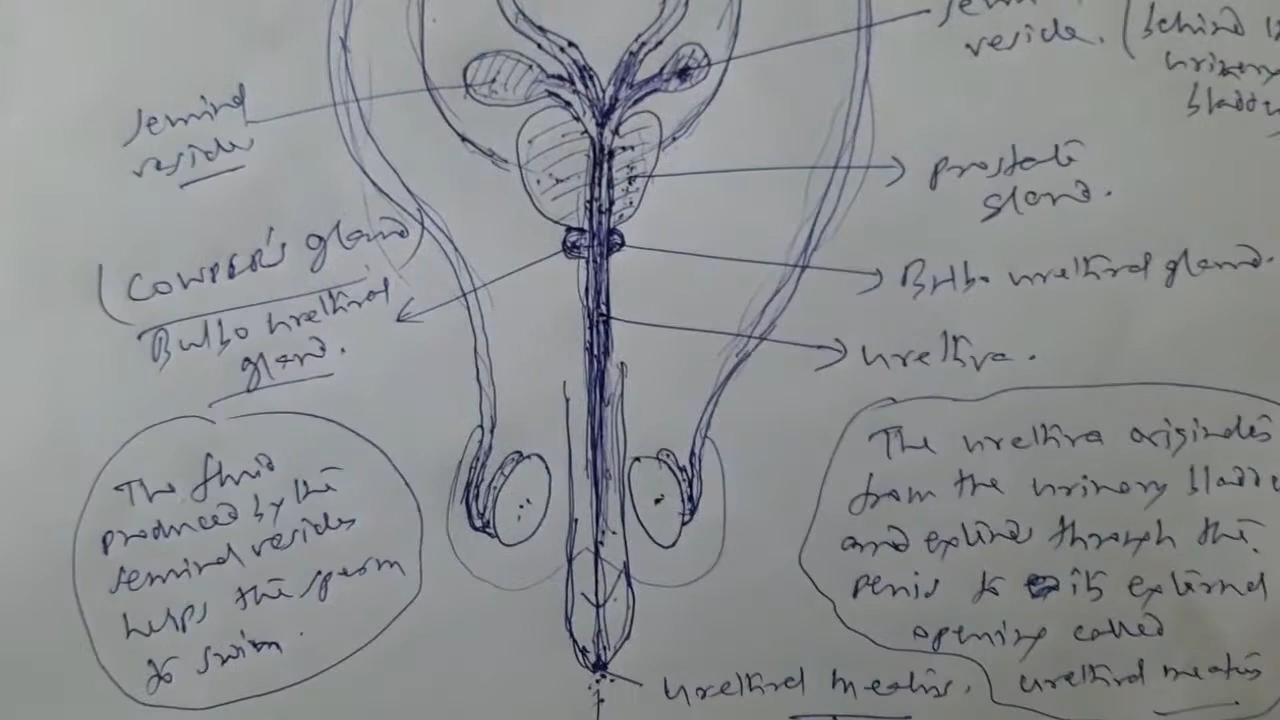 seminal
vesicle. (behind
urinary
bladder
seminal
vesicles
prostate
gland.
(COWPER'S gland)
Bulbo urethral
gland.
Bulbo urethral gland.
urethra.
The fluid
produced by the
seminal vesicles
helps the sperm
to swim.
The urethra originates
from the urinary bladder
and extends through the
penis to its external
opening called
urethral meatus
urethral meatus.